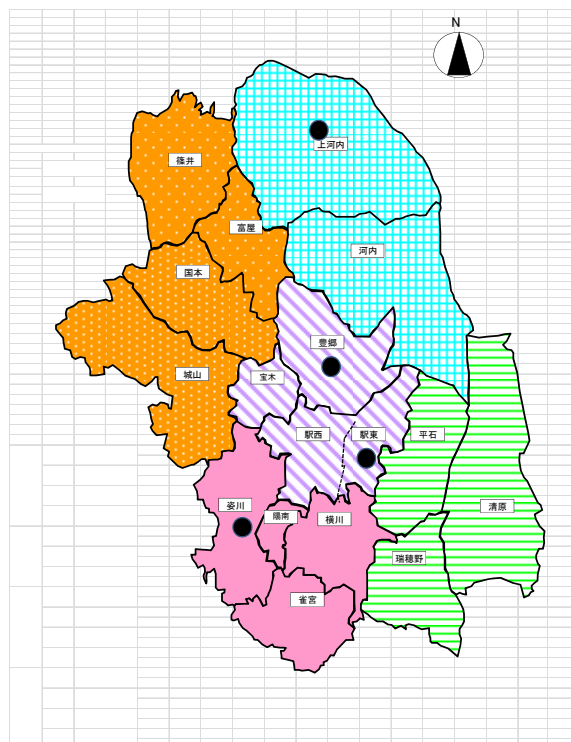 N
上河内
篠井
富屋
河内
国本
豊郷
城山
宝木
駅西
駅東
平石
姿川
陽南
横川
清原
瑞穂野
雀宮